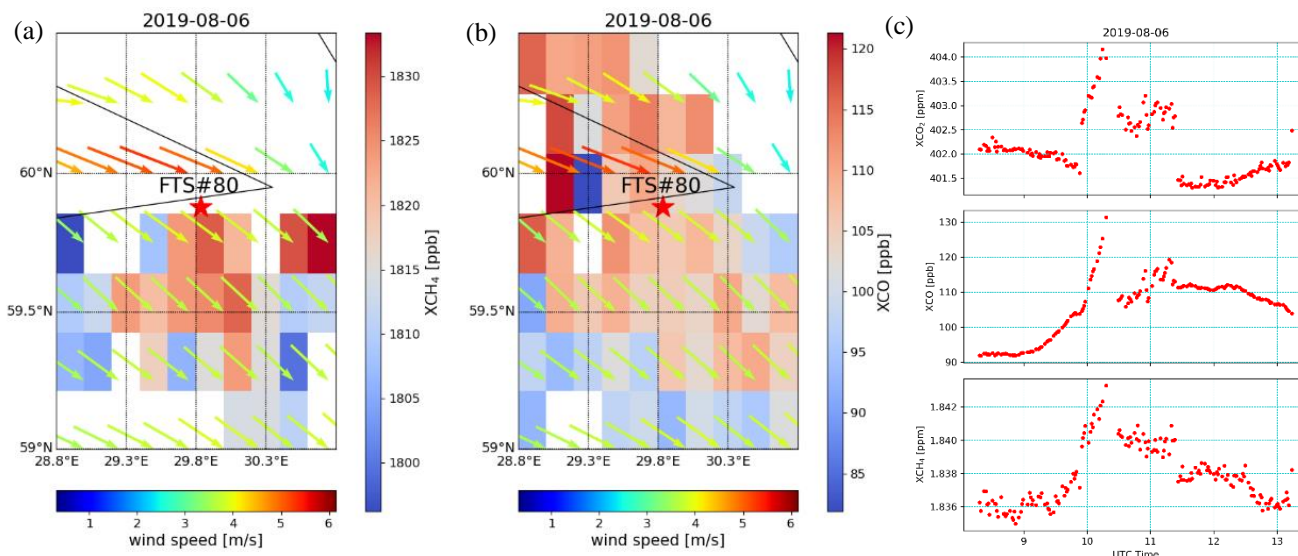 (a)
2019-08-06
60°N
59.5°N
59°N
28.8°E 29.3°E 29.8°E 30.3°E
FTS#80
1830
1825
1820
1815
1810
1805
1800
XCH₄ [ppb]
1 2 3 4 5 6
wind speed [m/s]
(b)
2019-08-06
60°N
59.5°N
59°N
28.8°E 29.3°E 29.8°E 30.3°E
FTS#80
120
115
110
105
100
95
90
85
XCO [ppb]
1 2 3 4 5 6
wind speed [m/s]
(c)
2019-08-06
404.0
403.5
403.0
402.5
402.0
401.5
XCO₂ [ppm]
130
120
110
100
90
XCO [ppb]
1.842
1.840
1.838
1.836
XCH₄ [ppm]
9 10 11 12 13
UTC Time